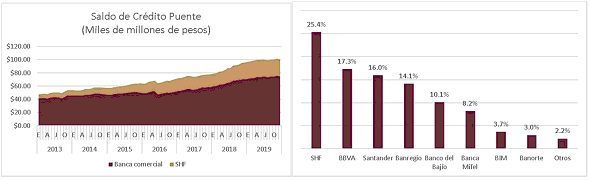 Saldo de Crédito Puente
(Miles de millones de pesos)
$120.00
$100.00
$80.00
$60.00
$40.00
$20.00
$0.00
E A J O E A J O E A J O E A J O E A J O E A J O E A J O
2013 2014 2015 2016 2017 2018 2019
Banca comercial SHF
25.4%
17.3%
16.0%
14.1%
10.1%
8.2%
3.7%
3.0%
2.2%
SHF BBVA Santander Banregio Banco del Bajío Banca Mifel BIM Banorte Otros